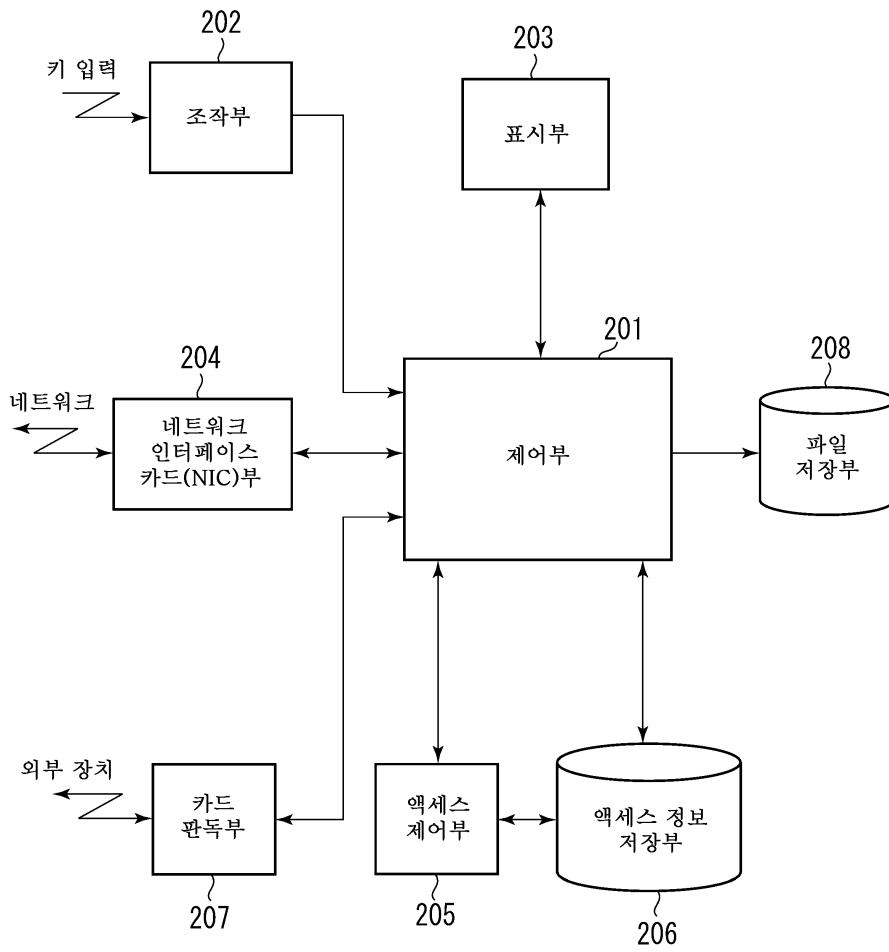 202
키 입력
조작부
203
표시부
201
제어부
204
네트워크
네트워크
인터페이스
카드(NIC)부
208
파일
저장부
외부 장치
카드
판독부
207
액세스
제어부
205
액세스 정보
저장부
206